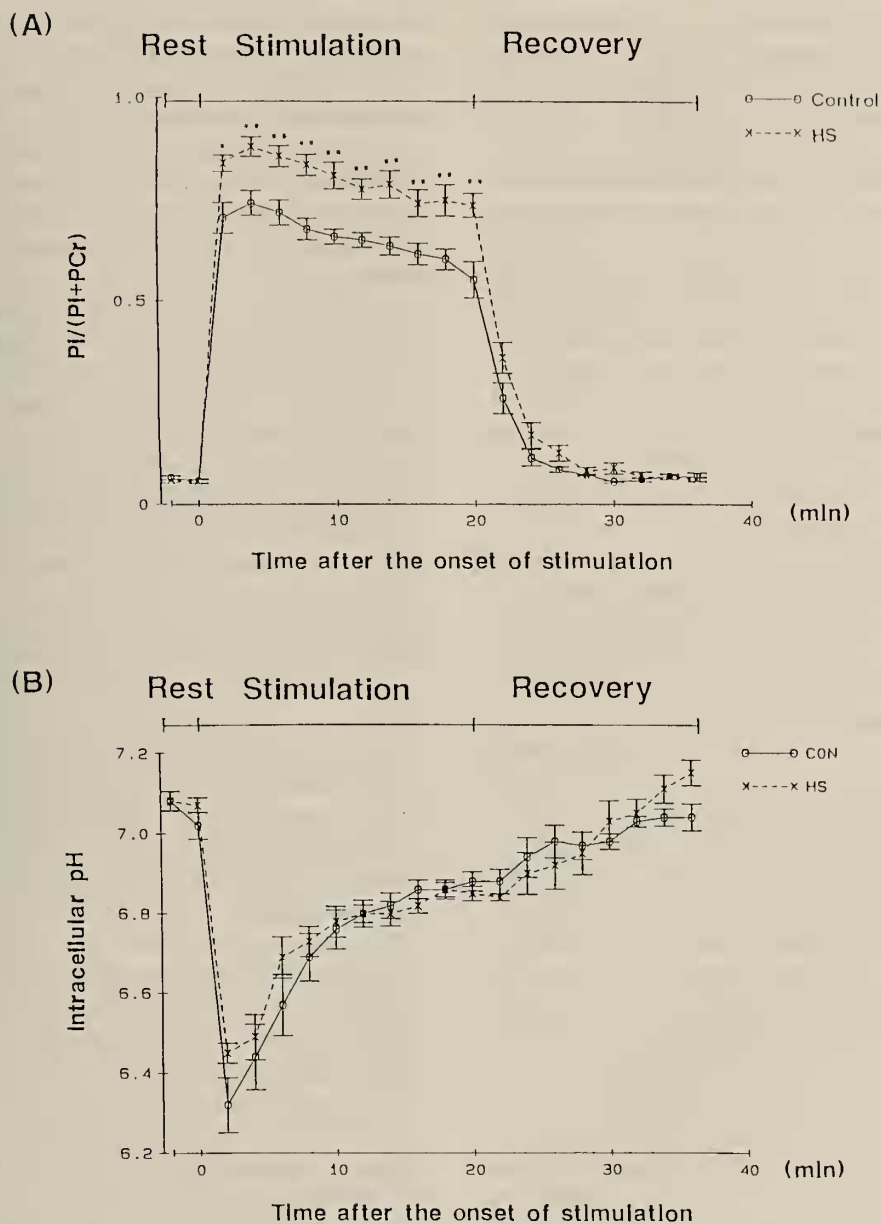 (A)
Rest Stimulation Recovery
1.0
0.5
0
Control
HS
PI/(PI+PCr)
0 10 20 30 40 (min)
Time after the onset of stimulation
(B)
Rest Stimulation Recovery
7.2
7.0
6.8
6.6
6.4
6.2
CON
HS
Intracellular pH
0 10 20 30 40 (min)
Time after the onset of stimulation